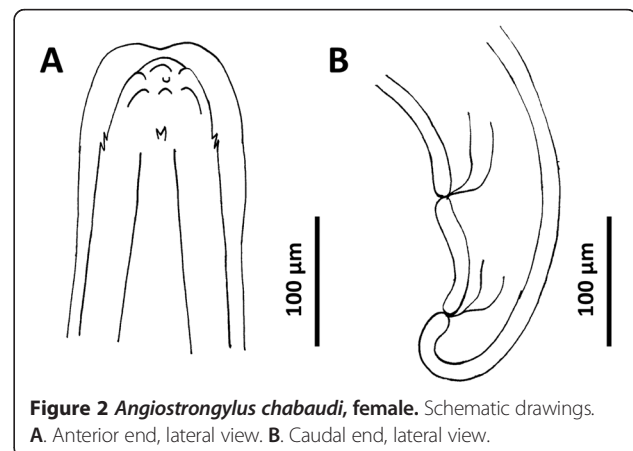 A
B
100 µm
100 µm
Figure 2 Angiostrongylus chabaudi, female. Schematic drawings.
A. Anterior end, lateral view. B. Caudal end, lateral view.